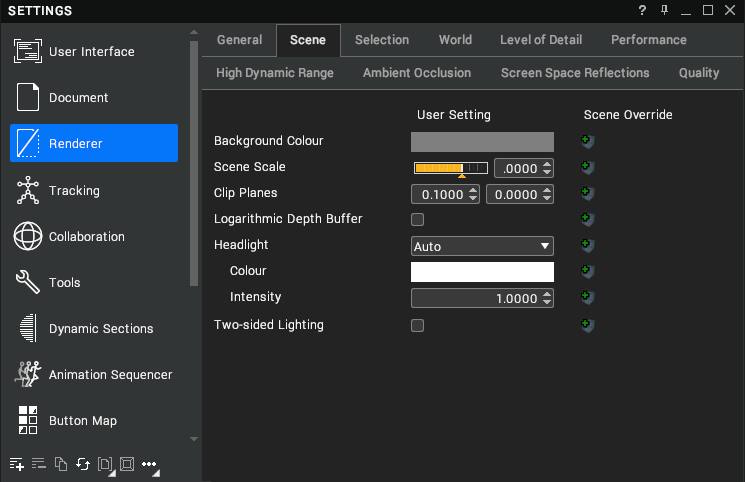 SETTINGS
User Interface
Document
Renderer
Tracking
Collaboration
Tools
Dynamic Sections
Animation Sequencer
Button Map
General Scene Selection World Level of Detail Performance
High Dynamic Range Ambient Occlusion Screen Space Reflections Quality
User Setting Scene Override
Background Colour
Scene Scale .0000
Clip Planes 0.1000 0.0000
Logarithmic Depth Buffer
Headlight Auto
Colour
Intensity 1.0000
Two-sided Lighting